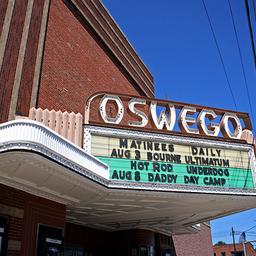 OSWEGO
MATINEES DAILY
AUG 3 BOURNE ULTIMATUM
HOT ROD UNDERDOG
AUG 8 DADDY DAY CAMP